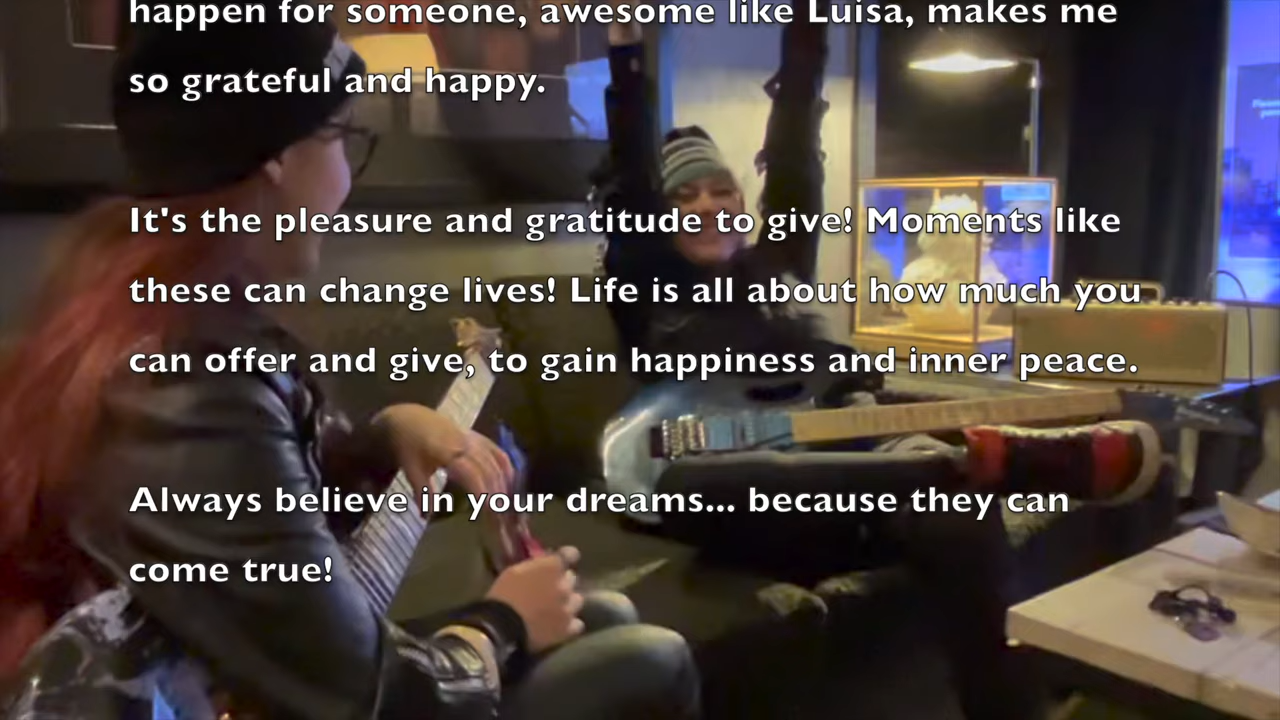 happen for someone, awesome like Luisa, makes me
so grateful and happy.
It's the pleasure and gratitude to give! Moments like
these can change lives! Life is all about how much you
can offer and give, to gain happiness and inner peace.
Always believe in your dreams... because they can
come true!